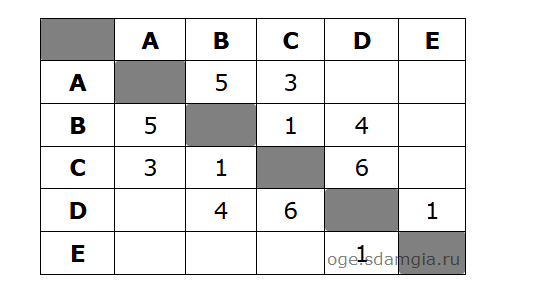 A B C D E
A 5 3
B 5 1 4
C 3 1 6
D 4 6 1
E 1
oge.sdamgia.ru